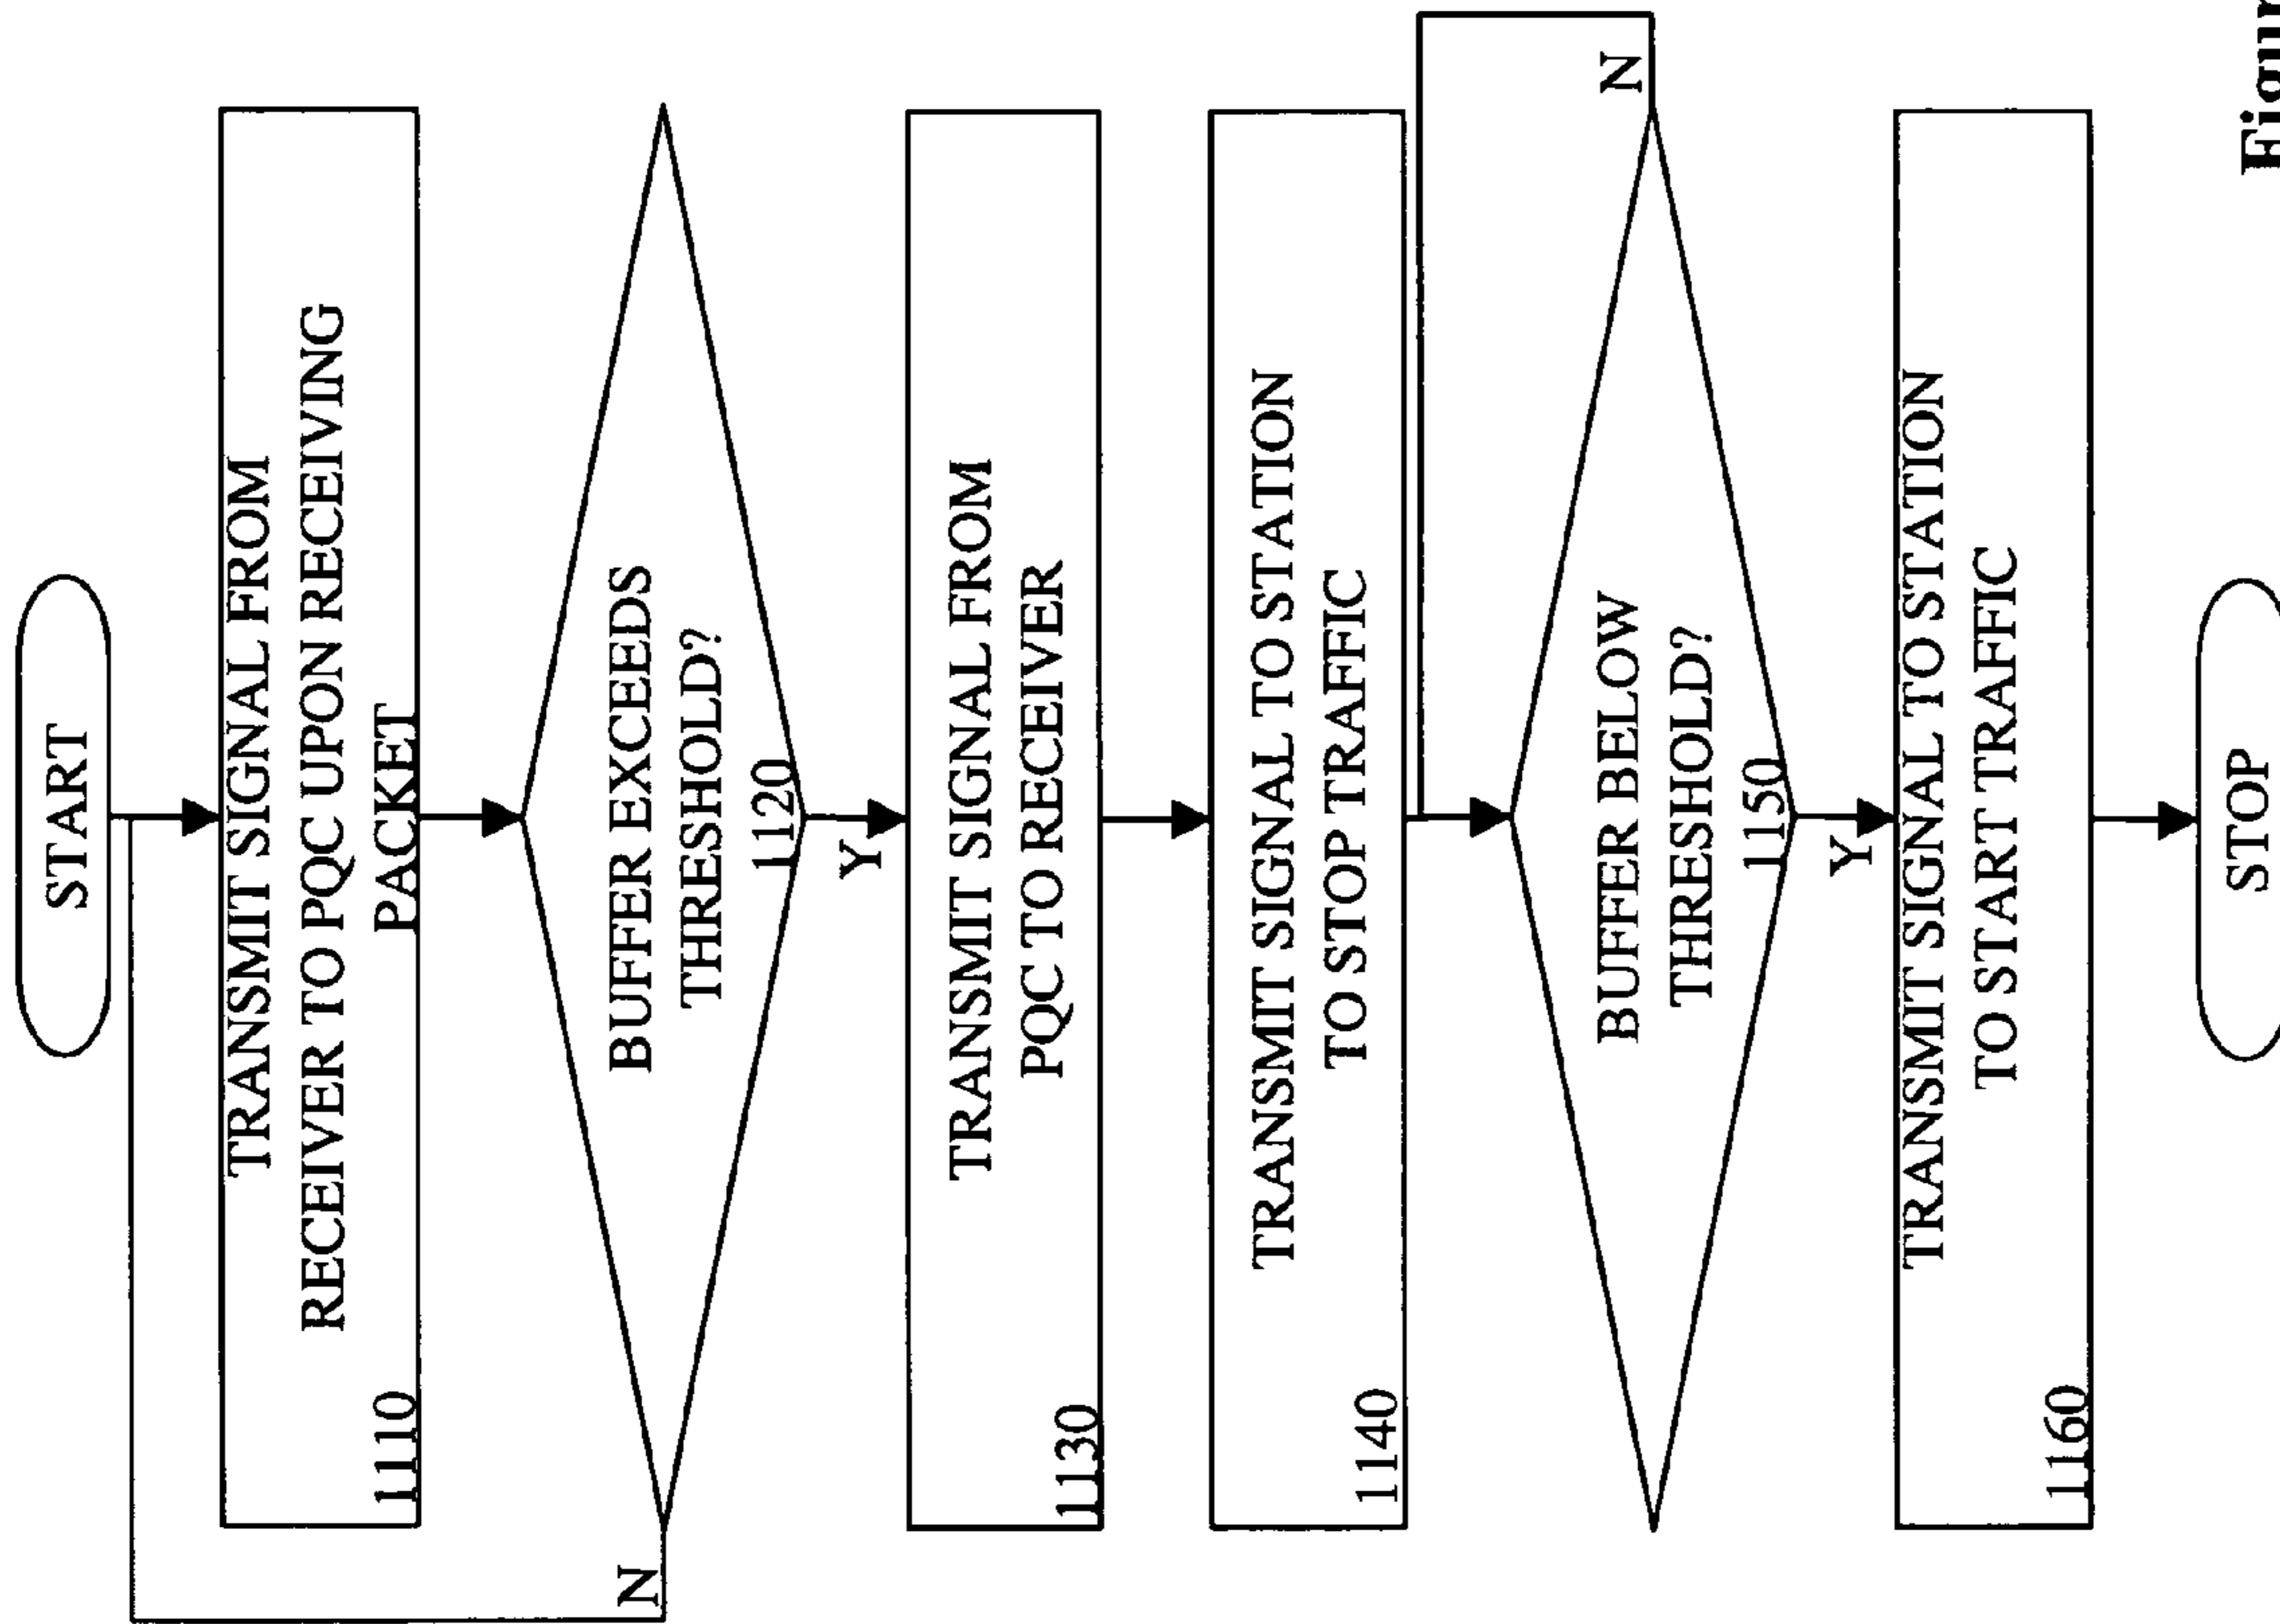 START
TRANSMIT SIGNAL FROM
RECEIVER TO PQC UPON RECEIVING
PACKET
1110
BUFFER EXCEEDS
THRESHOLD?
1120
N
Y
TRANSMIT SIGNAL FROM
PQC TO RECEIVER
1130
TRANSMIT SIGNAL TO STATION
TO STOP TRAFFIC
1140
BUFFER BELOW
THRESHOLD?
1150
N
Y
TRANSMIT SIGNAL TO STATION
TO START TRAFFIC
1160
STOP